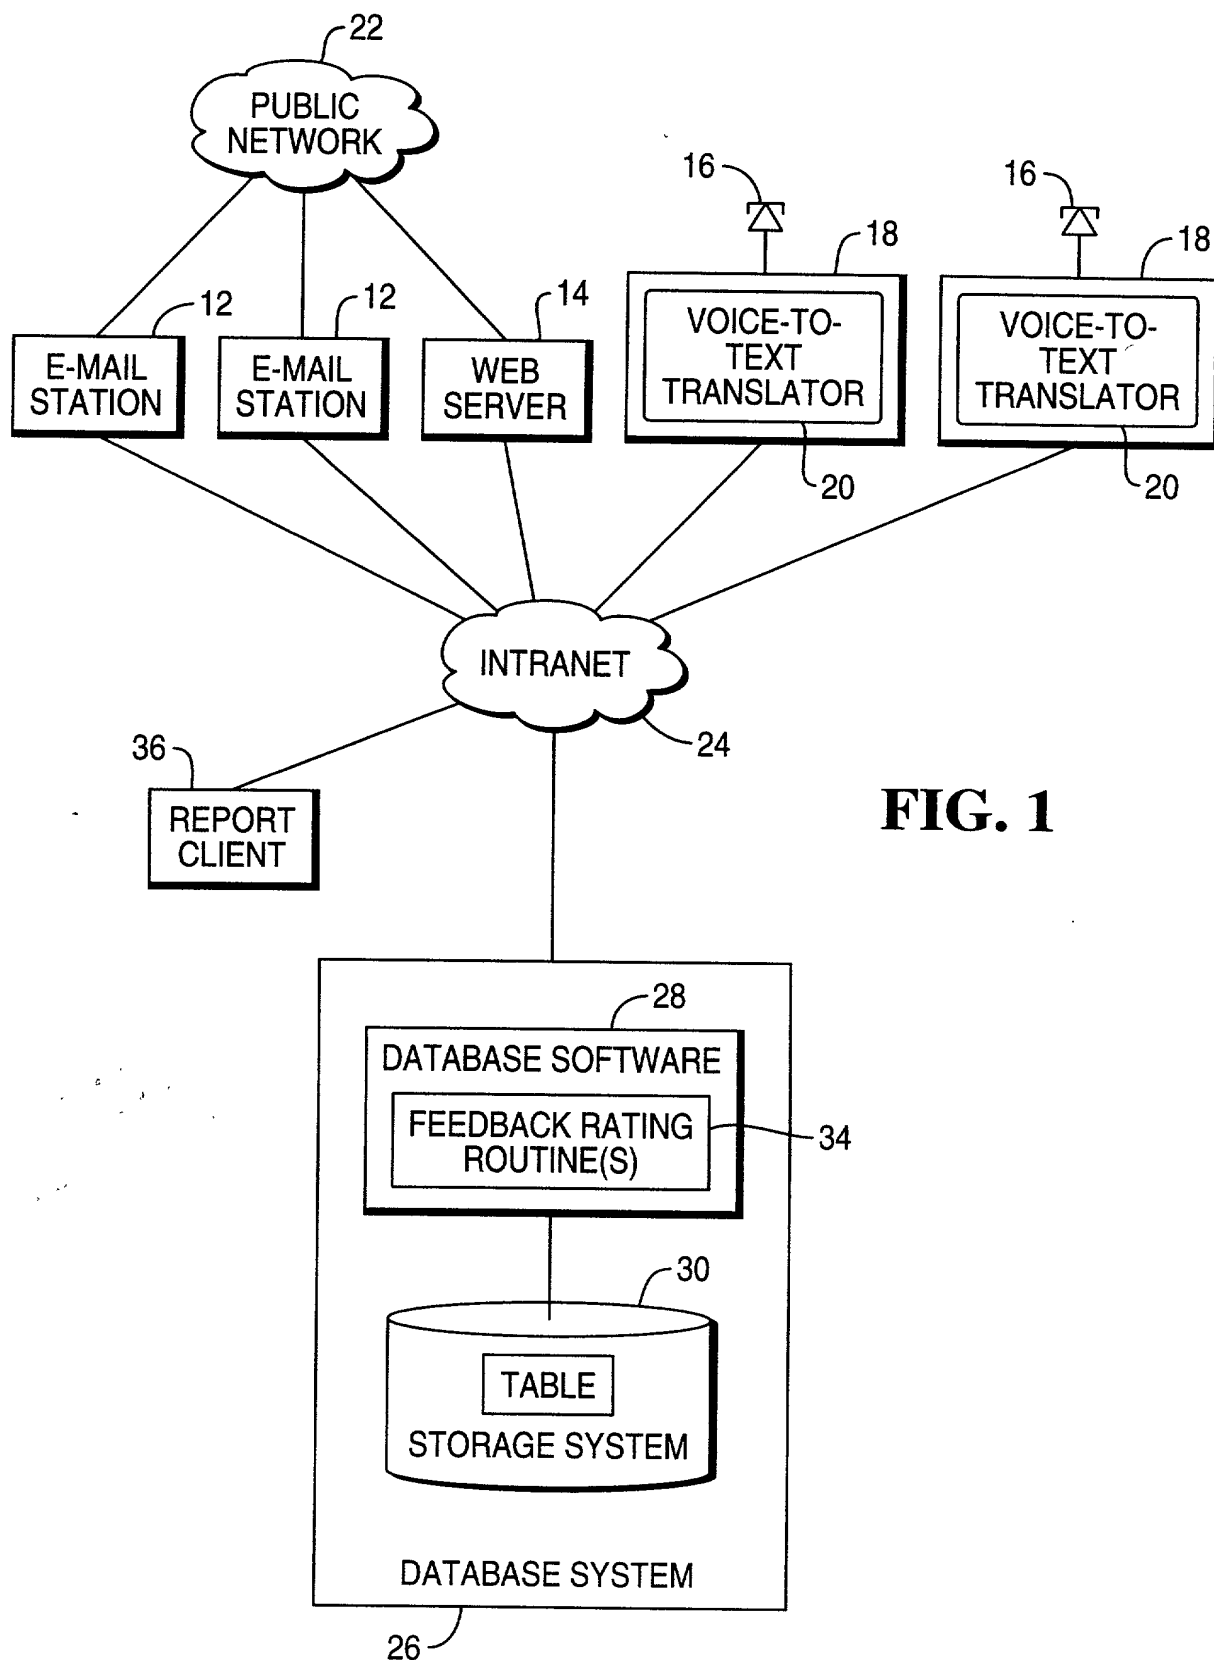 22
PUBLIC
NETWORK
16
16
18
18
12
12
14
E-MAIL
STATION
E-MAIL
STATION
WEB
SERVER
VOICE-TO-
TEXT
TRANSLATOR
VOICE-TO-
TEXT
TRANSLATOR
20
20
INTRANET
24
36
REPORT
CLIENT
FIG. 1
28
DATABASE SOFTWARE
FEEDBACK RATING
ROUTINE(S)
34
30
TABLE
STORAGE SYSTEM
DATABASE SYSTEM
26